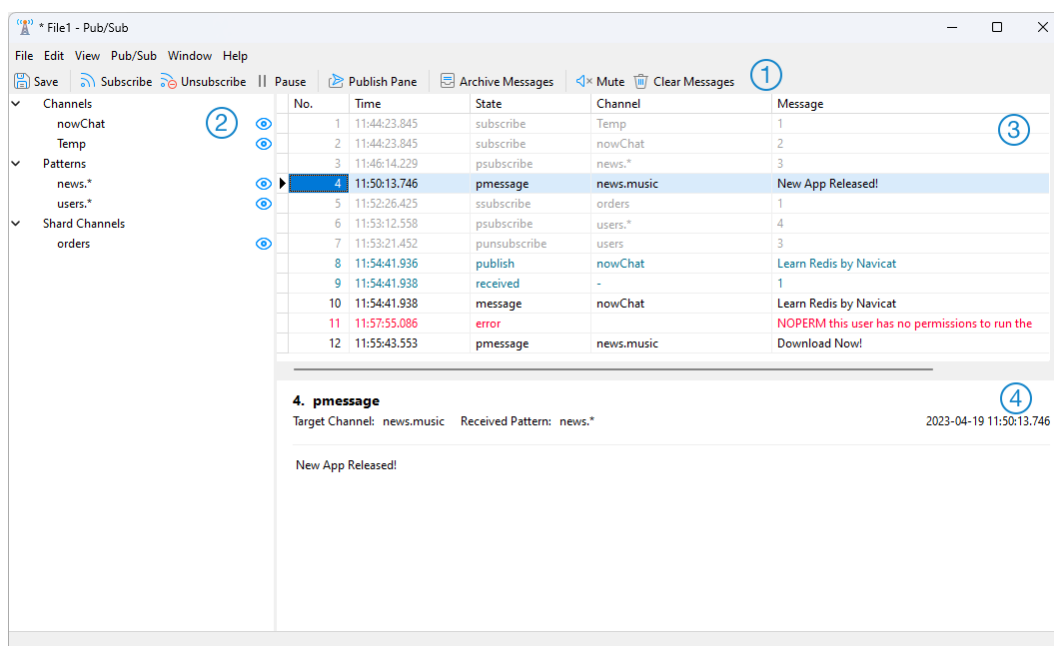 * File1 - Pub/Sub
File Edit View Pub/Sub Window Help
Save Subscribe Unsubscribe Pause Publish Pane Archive Messages Mute Clear Messages 1
Channels
nowChat
Temp
Patterns
news.*
users.*
Shard Channels
orders
2
No. Time State Channel Message
1 11:44:23.845 subscribe Temp 1
2 11:44:23.845 subscribe nowChat 2
3 11:46:14.229 psubscribe news.* 3
4 11:50:13.746 pmessage news.music New App Released!
5 11:52:26.425 ssubscribe orders 1
6 11:53:12.558 psubscribe users.* 4
7 11:53:21.452 punsubscribe users 3
8 11:54:41.936 publish nowChat Learn Redis by Navicat
9 11:54:41.938 received - 1
10 11:54:41.938 message nowChat Learn Redis by Navicat
11 11:57:55.086 error NOPERM this user has no permissions to run the
12 11:55:43.553 pmessage news.music Download Now!
3
4. pmessage
4
Target Channel: news.music Received Pattern: news.* 2023-04-19 11:50:13.746
New App Released!